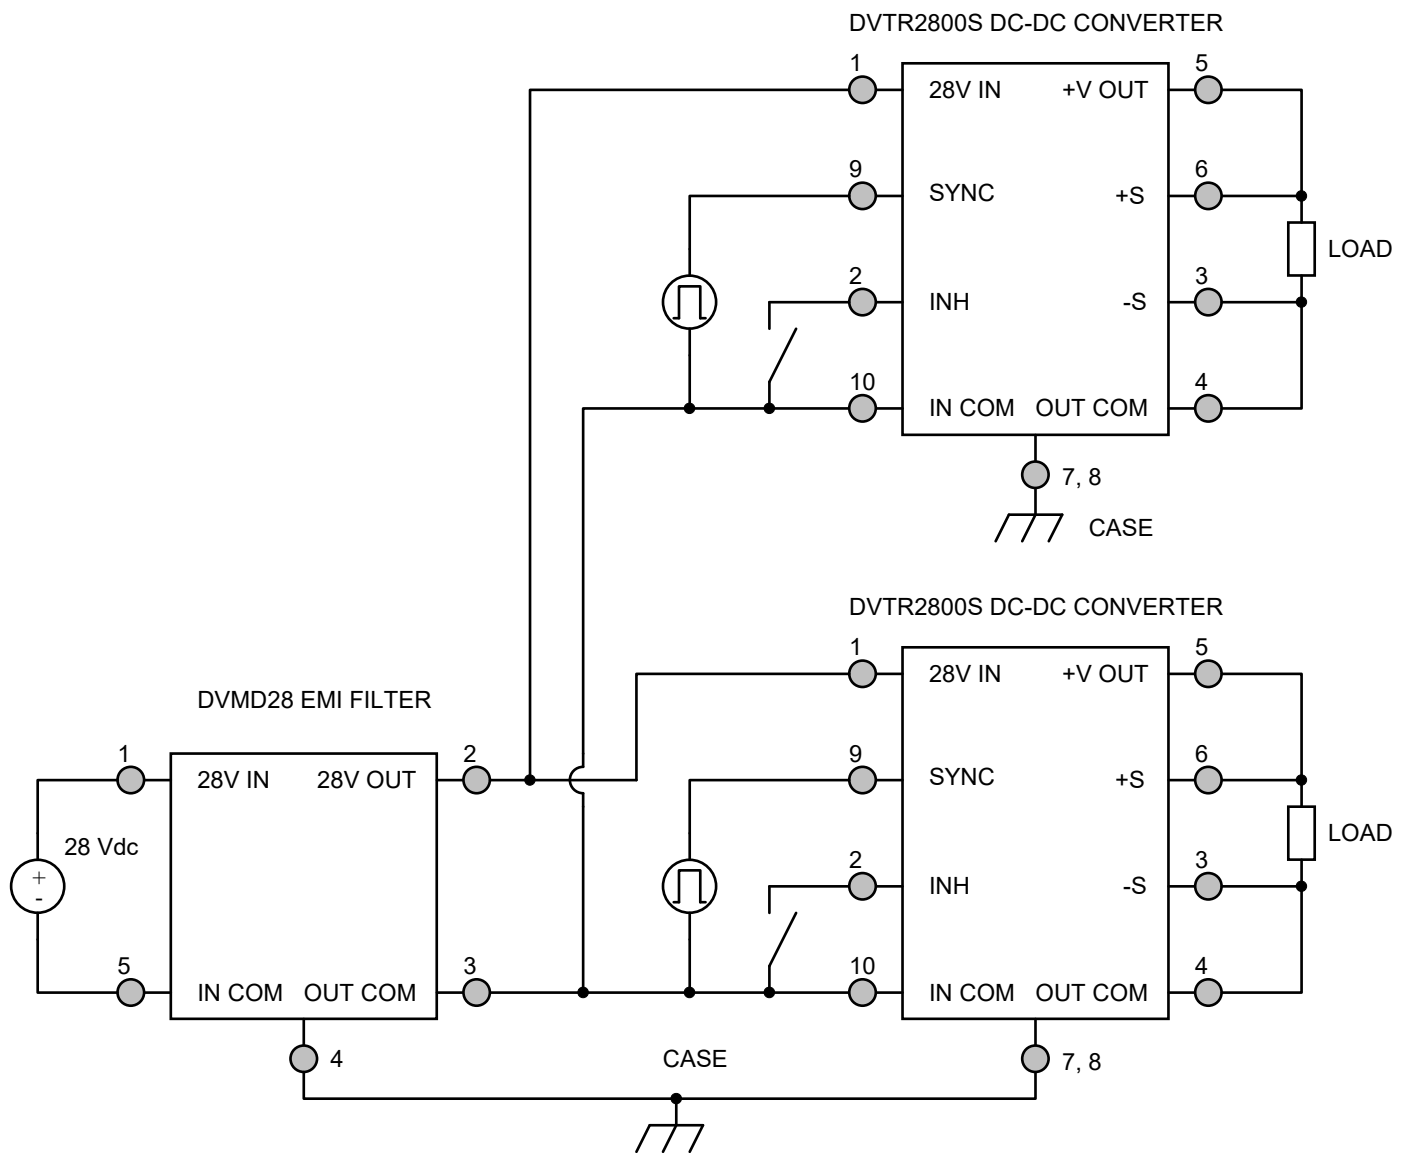 DVTR2800S DC-DC CONVERTER
1
5
28V IN
+V OUT
9
6
SYNC
+S
LOAD
2
3
INH
-S
10
4
IN COM
OUT COM
7, 8
CASE
DVTR2800S DC-DC CONVERTER
1
5
28V IN
+V OUT
DVMD28 EMI FILTER
1
2
9
6
28V IN
28V OUT
SYNC
+S
28 Vdc
LOAD
+
-
2
3
INH
-S
5
3
10
4
IN COM
OUT COM
IN COM
OUT COM
4
CASE
7, 8